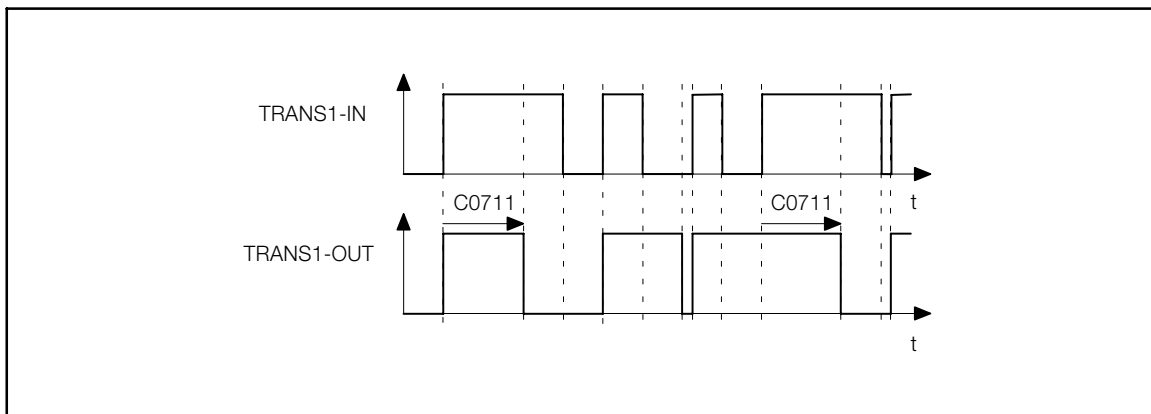 TRANS1-IN
t
C0711 C0711
TRANS1-OUT
t